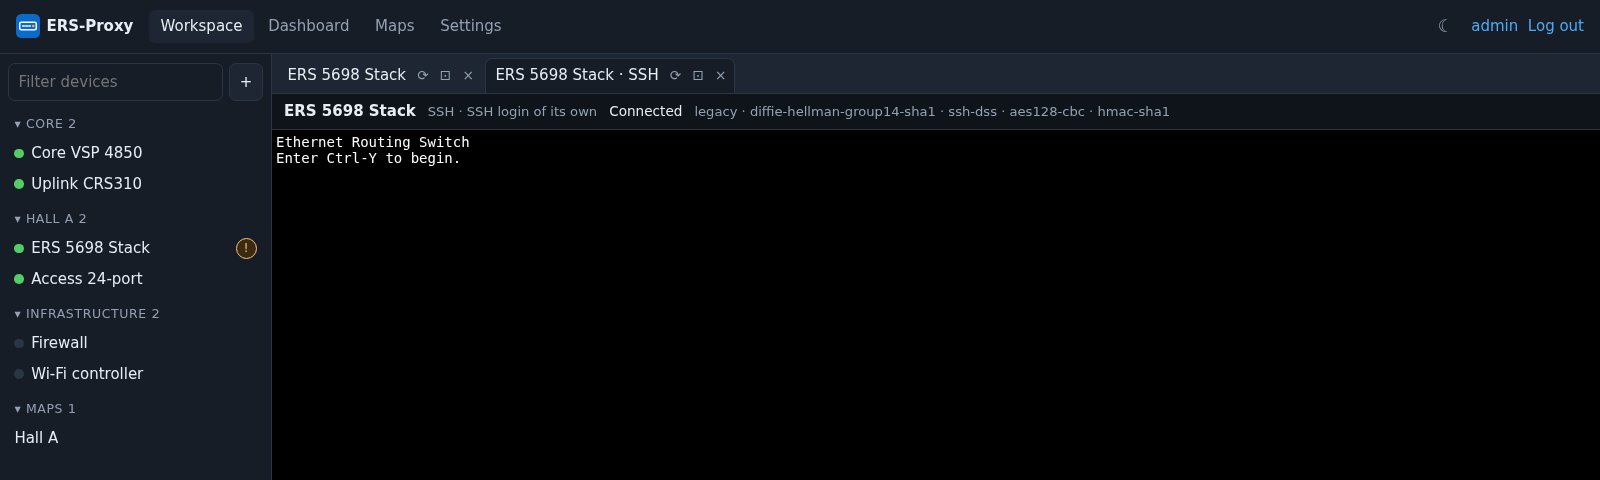 ERS-Proxy Workspace Dashboard Maps Settings ☾ admin Log out
Filter devices +
▾ CORE 2
Core VSP 4850
Uplink CRS310
▾ HALL A 2
ERS 5698 Stack !
Access 24-port
▾ INFRASTRUCTURE 2
Firewall
Wi-Fi controller
▾ MAPS 1
Hall A
ERS 5698 Stack ⟳ ⊡ × ERS 5698 Stack · SSH ⟳ ⊡ ×
ERS 5698 Stack SSH · SSH login of its own Connected legacy · diffie-hellman-group14-sha1 · ssh-dss · aes128-cbc · hmac-sha1
Ethernet Routing Switch
Enter Ctrl-Y to begin.